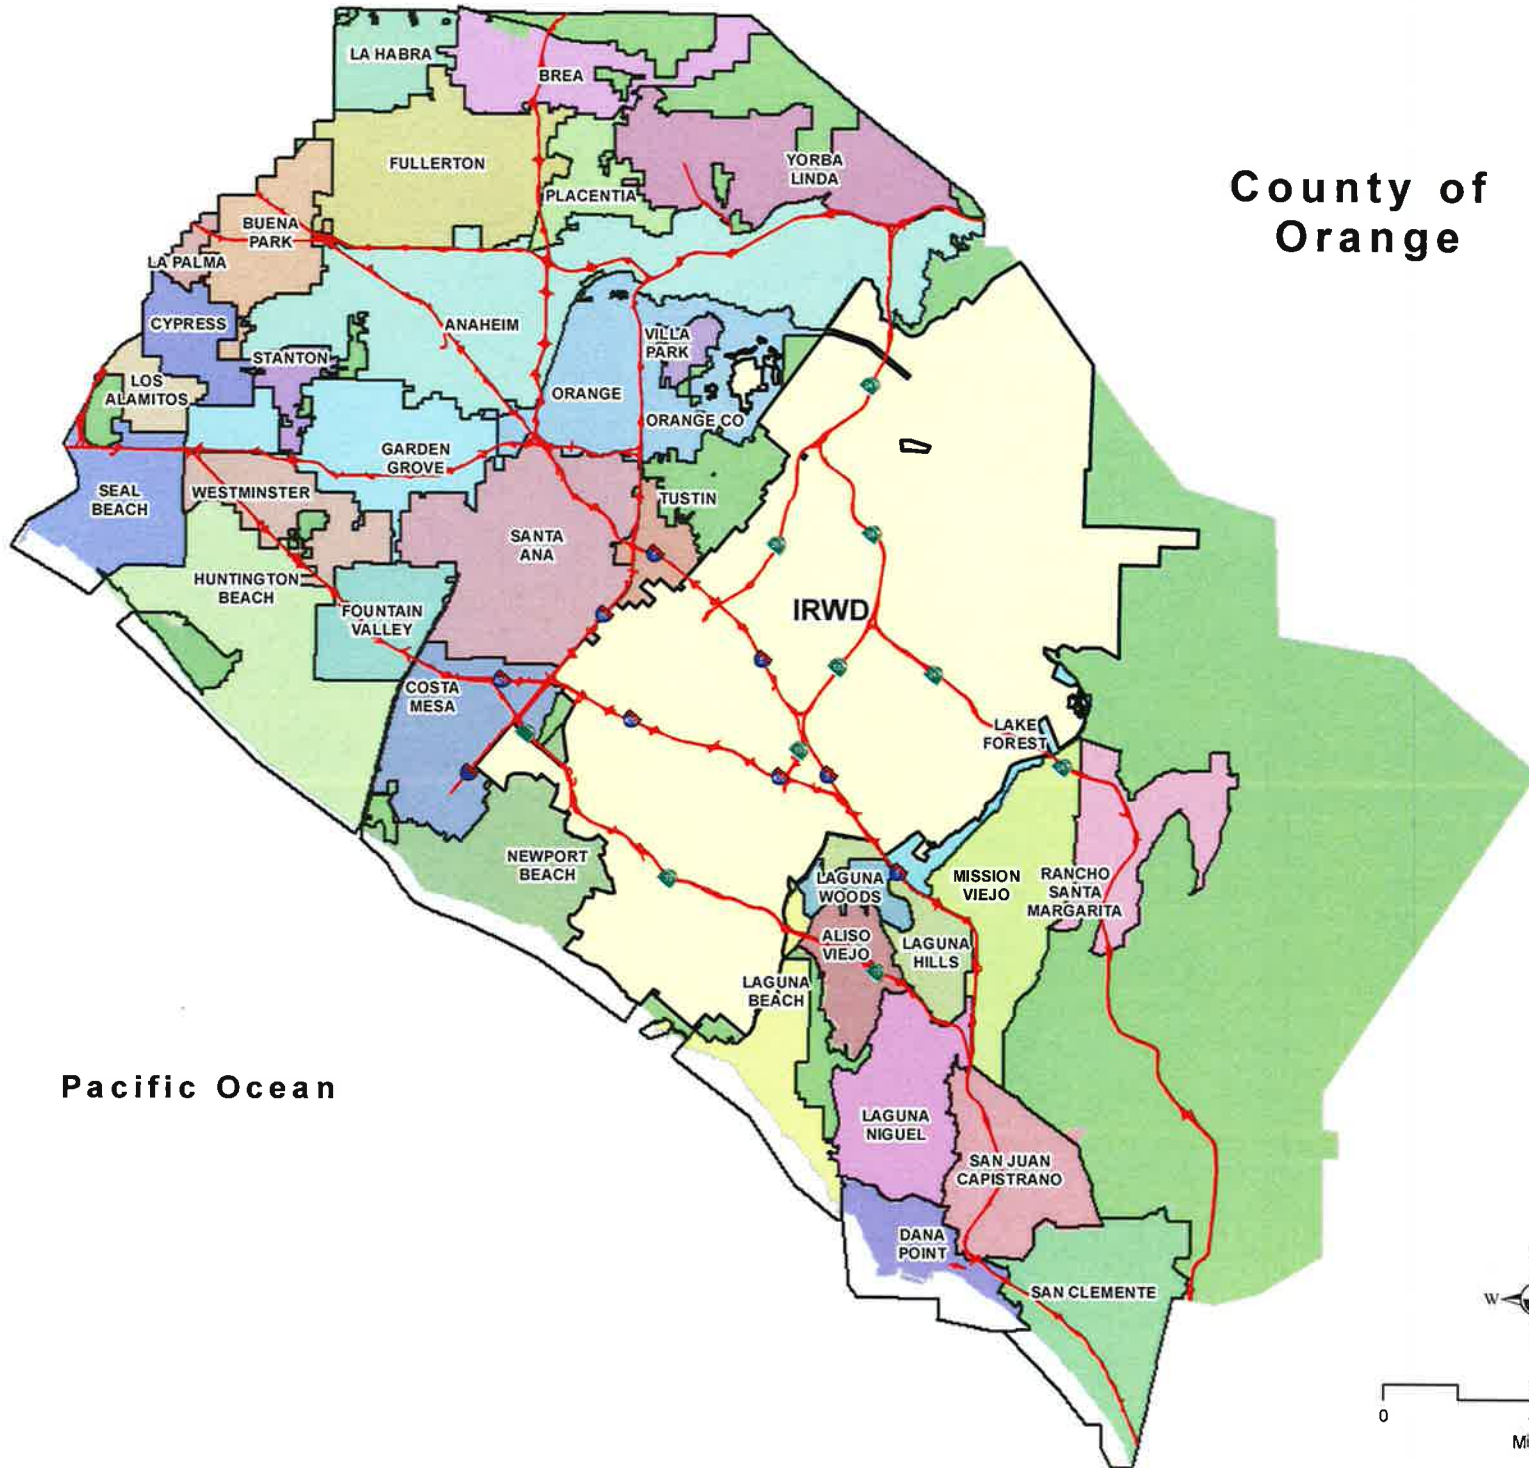 LA HABRA
BREA
County of
Orange
FULLERTON
YORBA
LINDA
PLACENTIA
BUENA
PARK
LA PALMA
CYPRESS
ANAHEIM
VILLA
PARK
STANTON
LOS
ALAMITOS
ORANGE
ORANGE CO
GARDEN
GROVE
SEAL
BEACH
WESTMINSTER
TUSTIN
SANTA
ANA
HUNTINGTON
BEACH
FOUNTAIN
VALLEY
IRWD
COSTA
MESA
LAKE
FOREST
NEWPORT
BEACH
LAGUNA
WOODS
MISSION
VIEJO
RANCHO
SANTA
MARGARITA
ALISO
VIEJO
LAGUNA
HILLS
LAGUNA
BEACH
Pacific Ocean
LAGUNA
NIGUEL
SAN JUAN
CAPISTRANO
DANA
POINT
SAN CLEMENTE
W
0